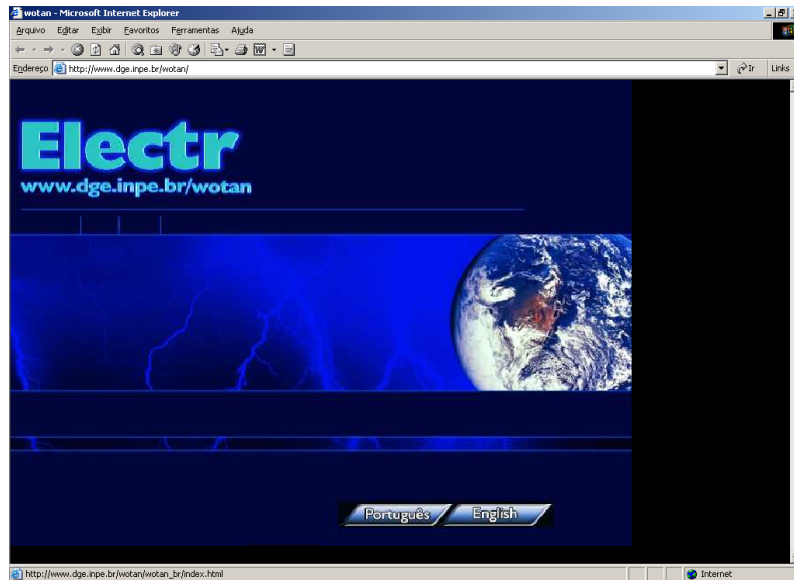 wotan - Microsoft Internet Explorer
Arquivo Editar Exibir Favoritos Ferramentas Ajuda
Endereço http://www.dge.inpe.br/wotan/ Ir Links
Electr
www.dge.inpe.br/wotan
Português English
http://www.dge.inpe.br/wotan/wotan_br/index.html Internet